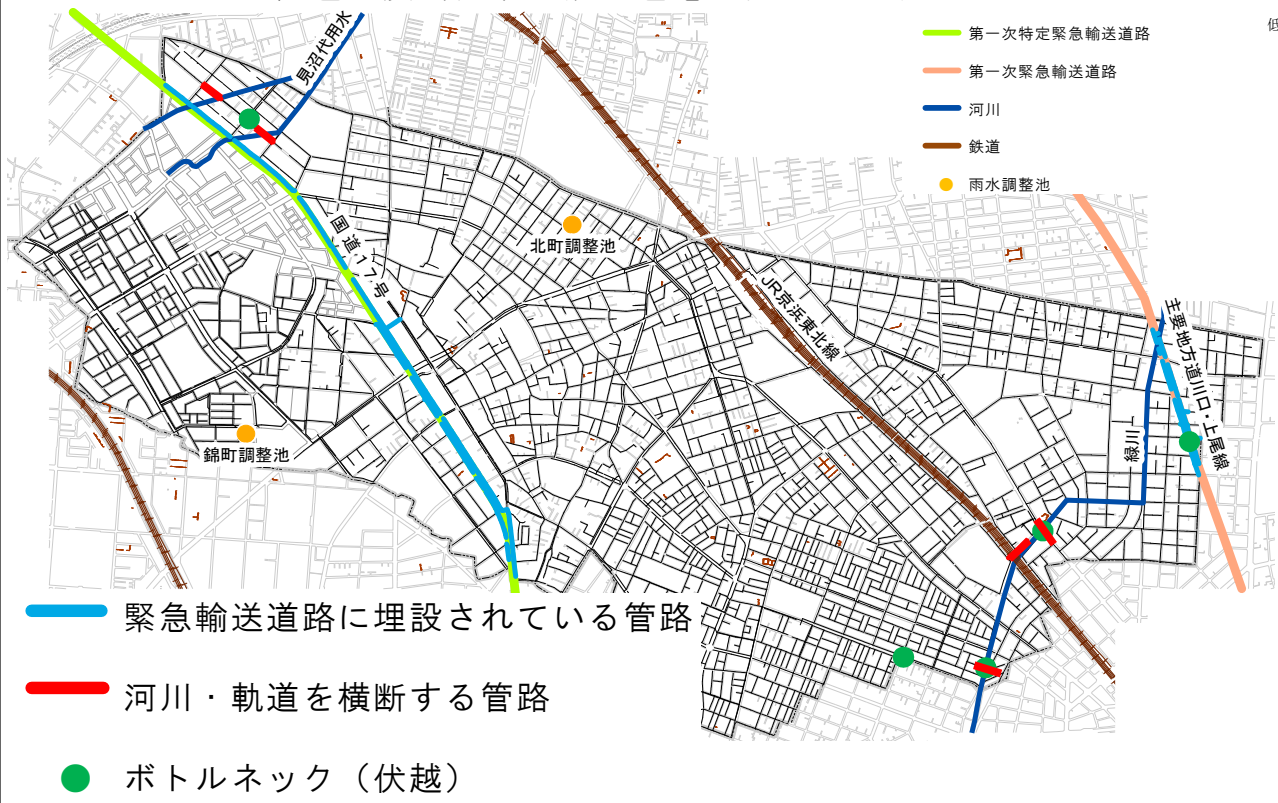 第一次特定緊急輸送道路
第一次緊急輸送道路
河川
鉄道
雨水調整池
低
見沼代用水
国道17号
北町調整池
JR京浜東北線
主要地方道川口・上尾線
緑川
錦町調整池
緊急輸送道路に埋設されている管路
河川・軌道を横断する管路
ボトルネック（伏越）